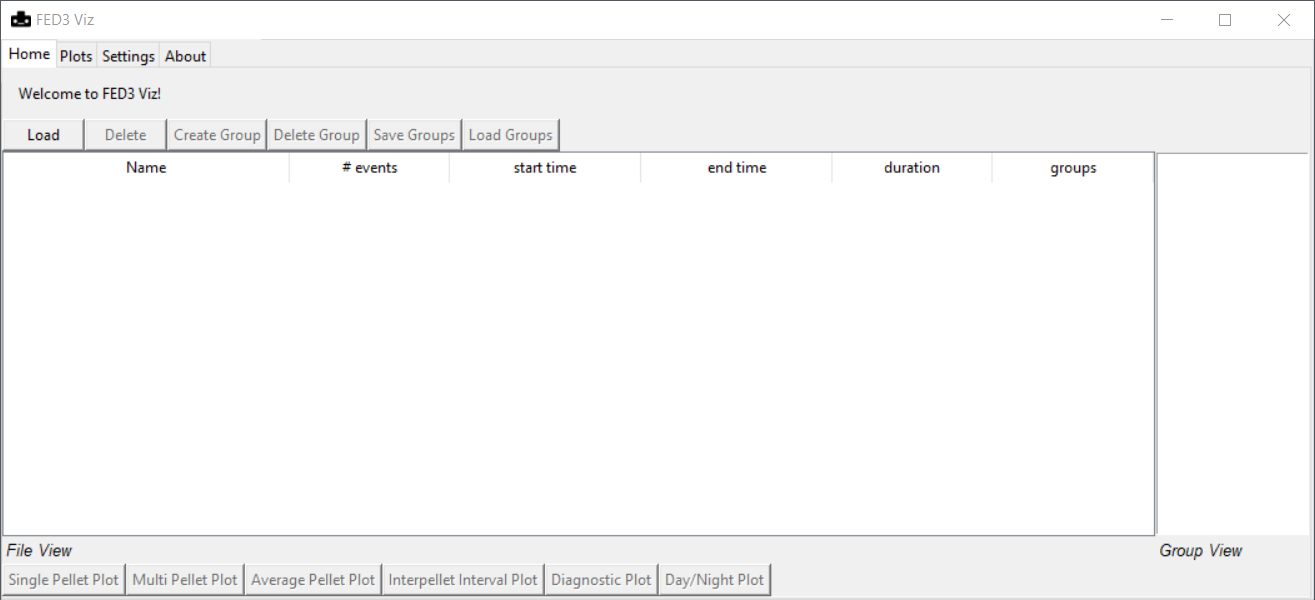 FED3 Viz
Home Plots Settings About
Welcome to FED3 Viz!
Load Delete Create Group Delete Group Save Groups Load Groups
Name # events start time end time duration groups
File View Group View
Single Pellet Plot Multi Pellet Plot Average Pellet Plot Interpellet Interval Plot Diagnostic Plot Day/Night Plot